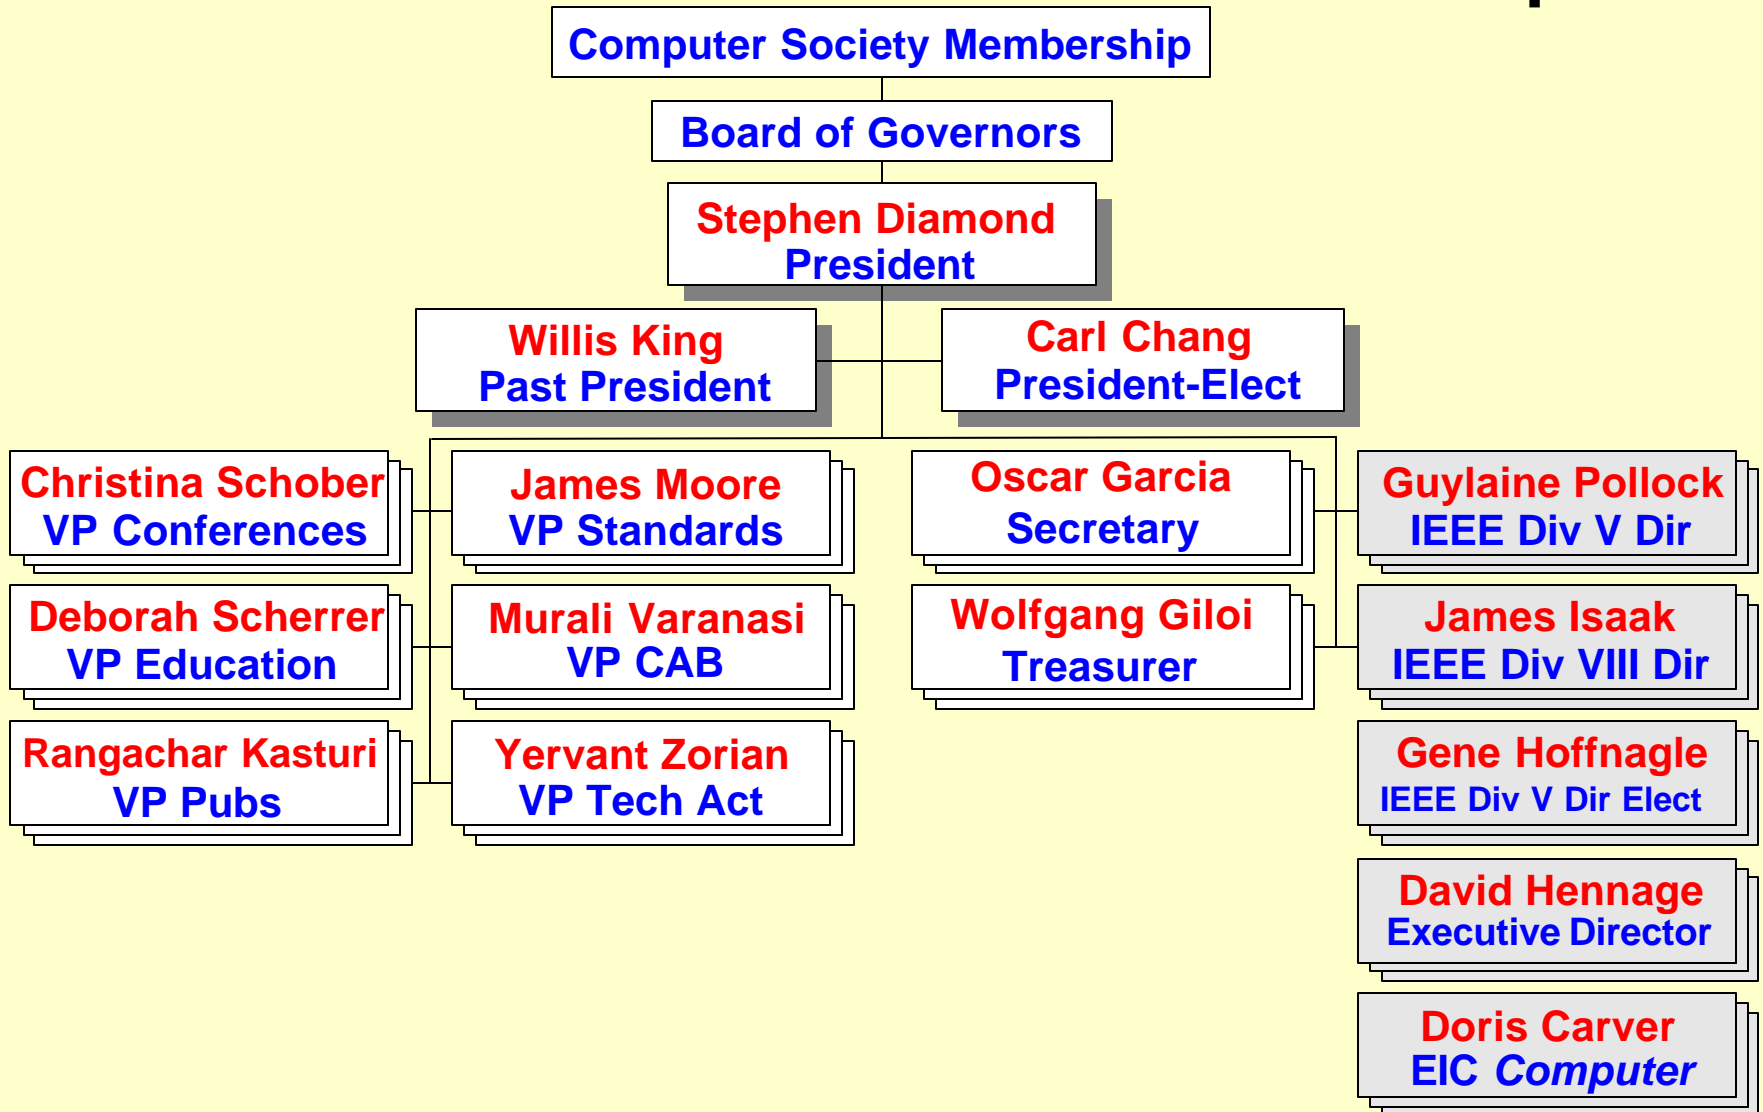 Computer Society Membership
Board of Governors
Stephen Diamond
President
Willis King
Past President
Carl Chang
President-Elect
Christina Schober
VP Conferences
James Moore
VP Standards
Oscar Garcia
Secretary
Guylaine Pollock
IEEE Div V Dir
Deborah Scherrer
VP Education
Murali Varanasi
VP CAB
Wolfgang Giloi
Treasurer
James Isaak
IEEE Div VIII Dir
Rangachar Kasturi
VP Pubs
Yervant Zorian
VP Tech Act
Gene Hoffnagle
IEEE Div V Dir Elect
David Hennage
Executive Director
Doris Carver
EIC Computer